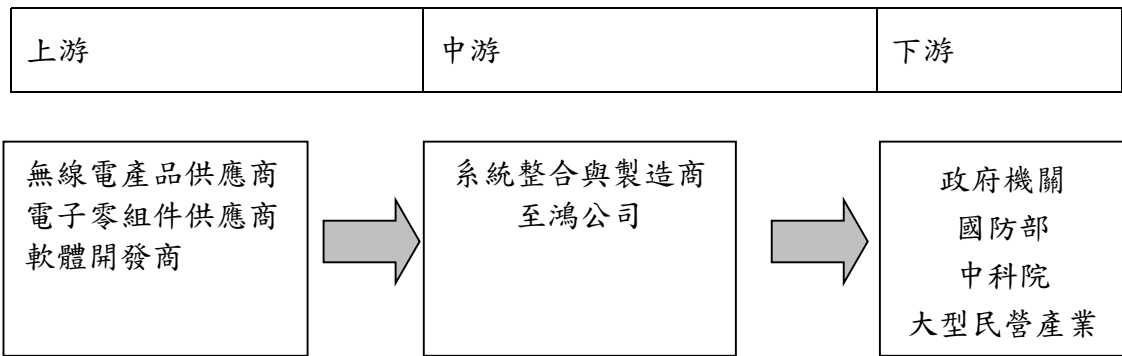 上游
中游
下游
無線電產品供應商
電子零組件供應商
軟體開發商
系統整合與製造商
至鴻公司
政府機關
國防部
中科院
大型民營產業